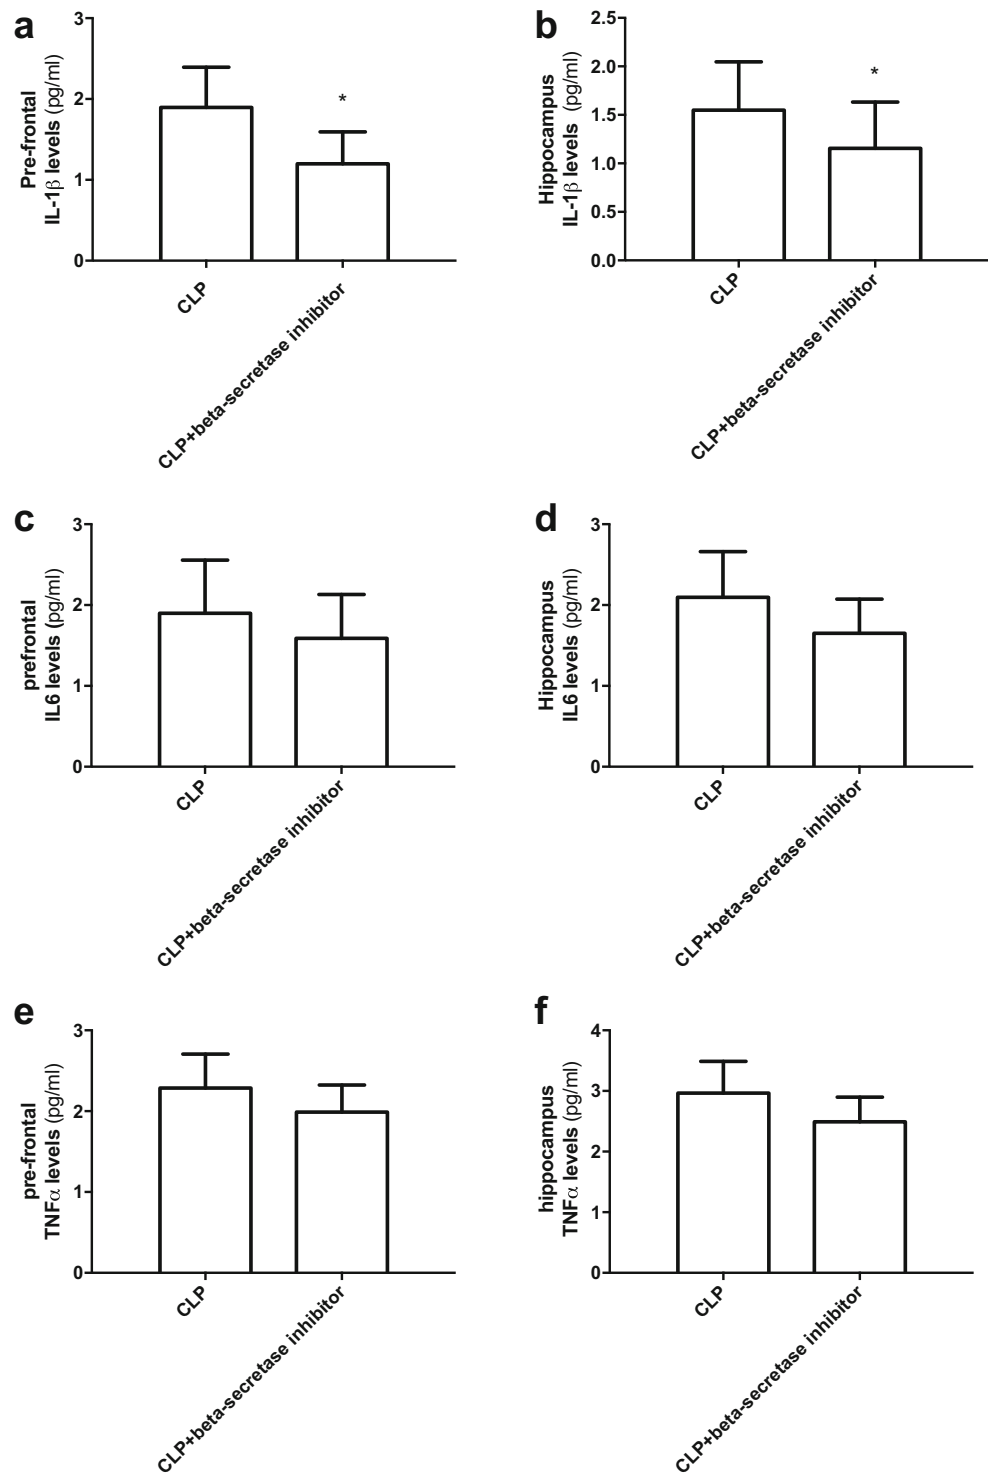 a
Pre-frontal
IL-1β levels (pg/ml)
3
2
1
0
*
CLP
CLP+beta-secretase inhibitor
b
Hippocampus
IL-1β levels (pg/ml)
2.5
2.0
1.5
1.0
0.5
0.0
*
CLP
CLP+beta-secretase inhibitor
c
prefrontal
IL6 levels (pg/ml)
3
2
1
0
CLP
CLP+beta-secretase inhibitor
d
Hippocampus
IL6 levels (pg/ml)
3
2
1
0
CLP
CLP+beta-secretase inhibitor
e
pre-frontal
TNFα levels (pg/ml)
3
2
1
0
CLP
CLP+beta-secretase inhibitor
f
hippocampus
TNFα levels (pg/ml)
4
3
2
1
0
CLP
CLP+beta-secretase inhibitor